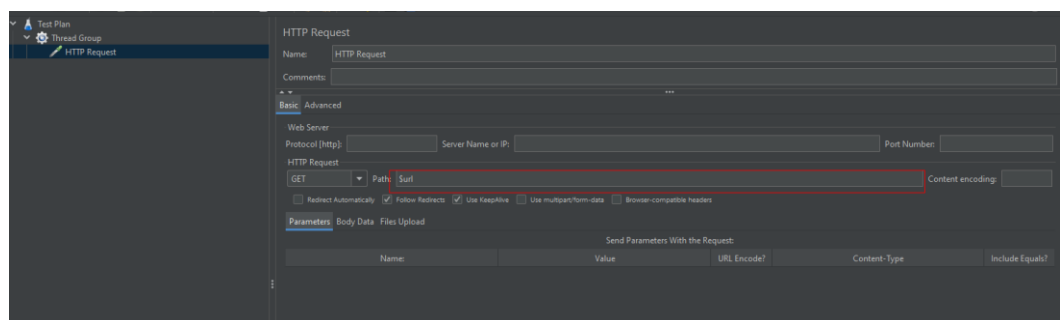 Test Plan
Thread Group
HTTP Request
HTTP Request
Name: HTTP Request
Comments:
Basic Advanced
Web Server
Protocol [http]: Server Name or IP: Port Number:
HTTP Request
GET Path: $url Content encoding:
Redirect Automatically Follow Redirects Use KeepAlive Use multipart/form-data Browser-compatible headers
Parameters Body Data Files Upload
Send Parameters With the Request:
Name: Value URL Encode? Content-Type Include Equals?